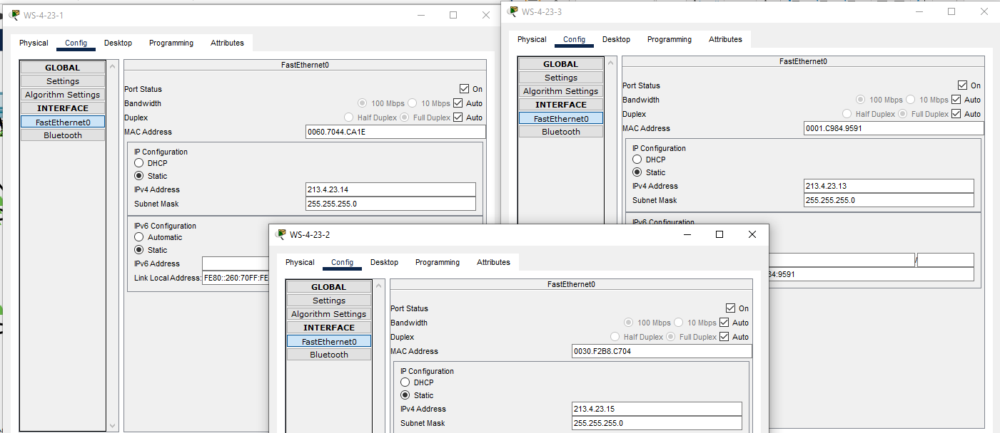 WS-4-23-1
Physical Config Desktop Programming Attributes
GLOBAL
Settings
Algorithm Settings
INTERFACE
FastEthernet0
Bluetooth
FastEthernet0
Port Status On
Bandwidth 100 Mbps 10 Mbps Auto
Duplex Half Duplex Full Duplex Auto
MAC Address 0060.7044.CA1E
IP Configuration
DHCP
Static
IPv4 Address 213.4.23.14
Subnet Mask 255.255.255.0
IPv6 Configuration
Automatic
Static
IPv6 Address
Link Local Address: FE80::260:70FF:FE
WS-4-23-3
Physical Config Desktop Programming Attributes
GLOBAL
Settings
Algorithm Settings
INTERFACE
FastEthernet0
Bluetooth
FastEthernet0
Port Status On
Bandwidth 100 Mbps 10 Mbps Auto
Duplex Half Duplex Full Duplex Auto
MAC Address 0001.C984.9591
IP Configuration
DHCP
Static
IPv4 Address 213.4.23.13
Subnet Mask 255.255.255.0
IPv6 Configuration
/
84:9591
WS-4-23-2
Physical Config Desktop Programming Attributes
GLOBAL
Settings
Algorithm Settings
INTERFACE
FastEthernet0
Bluetooth
FastEthernet0
Port Status On
Bandwidth 100 Mbps 10 Mbps Auto
Duplex Half Duplex Full Duplex Auto
MAC Address 0030.F2B8.C704
IP Configuration
DHCP
Static
IPv4 Address 213.4.23.15
Subnet Mask 255.255.255.0